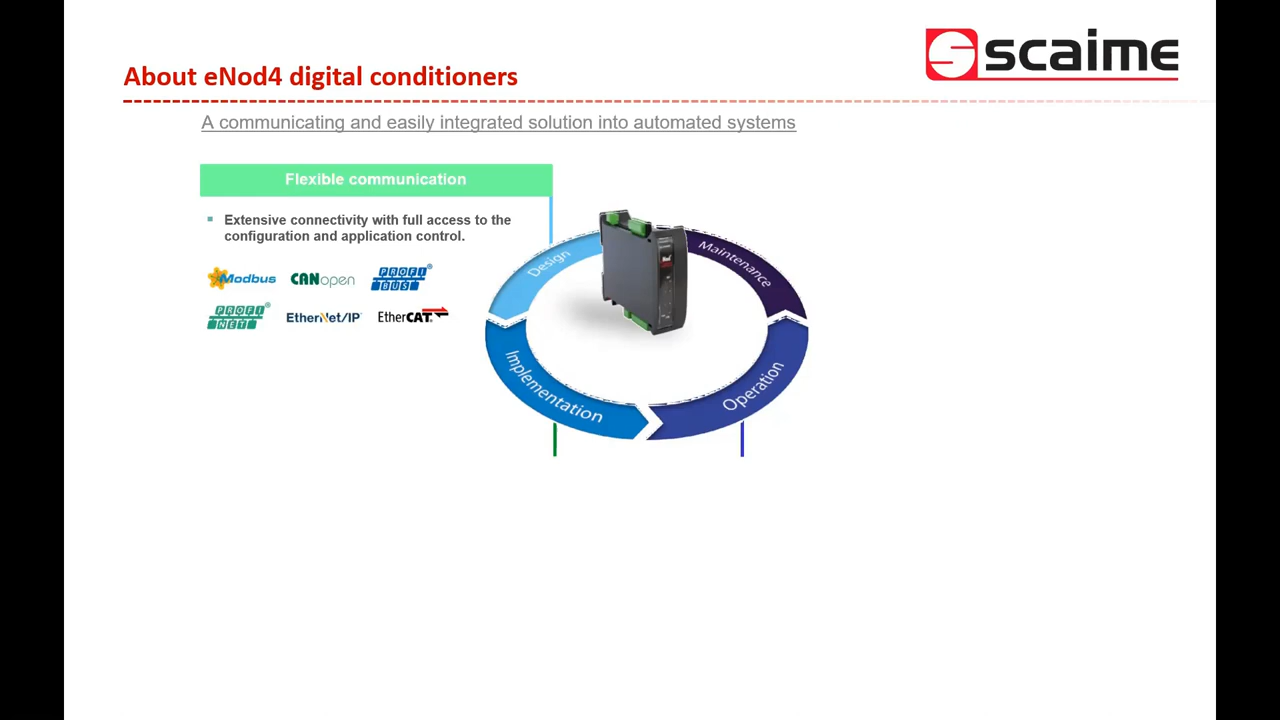 scaime
About eNod4 digital conditioners
A communicating and easily integrated solution into automated systems
Flexible communication
Extensive connectivity with full access to the
configuration and application control.
Modbus CANopen PROFI BUS®
PROFI NET® EtherNet/IP EtherCAT
Design
Maintenance
Implementation
Operation